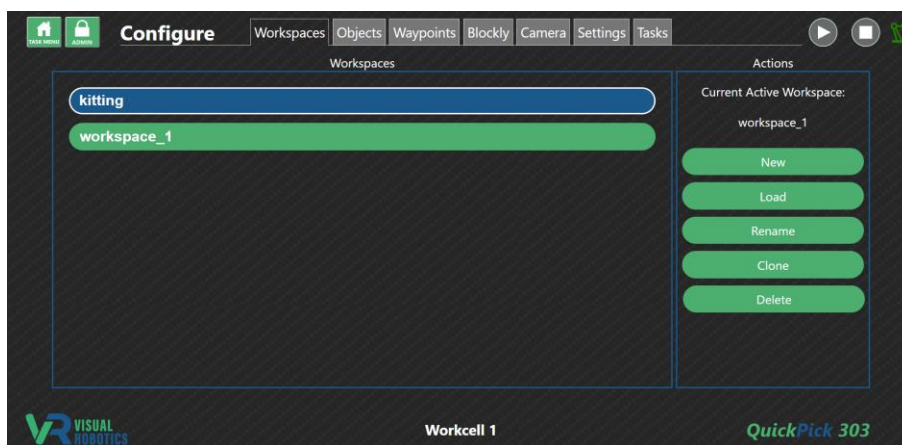 TASK MENU
ADMIN
Configure
Workspaces Objects Waypoints Blockly Camera Settings Tasks
Workspaces
Actions
kitting
workspace_1
Current Active Workspace:
workspace_1
New
Load
Rename
Clone
Delete
VR VISUAL
ROBOTICS
Workcell 1
QuickPick 303